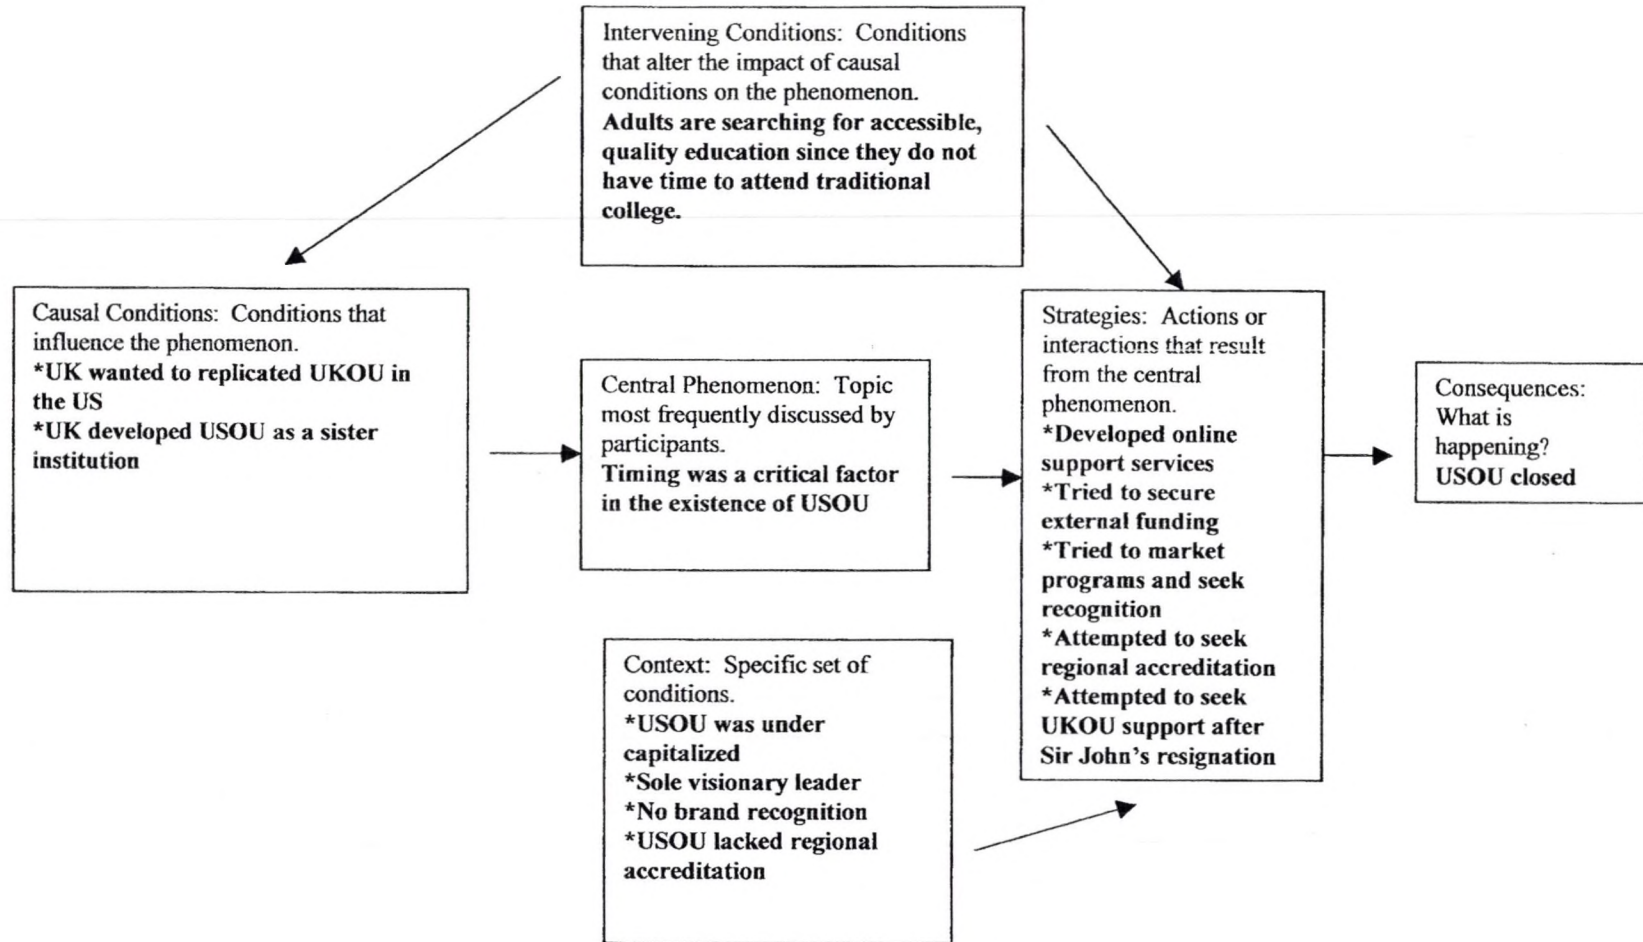 Intervening Conditions: Conditions
that alter the impact of causal
conditions on the phenomenon.
Adults are searching for accessible,
quality education since they do not
have time to attend traditional
college.
Causal Conditions: Conditions that
influence the phenomenon.
*UK wanted to replicated UKOU in
the US
*UK developed USOU as a sister
institution
Central Phenomenon: Topic
most frequently discussed by
participants.
Timing was a critical factor
in the existence of USOU
Context: Specific set of
conditions.
*USOU was under
capitalized
*Sole visionary leader
*No brand recognition
*USOU lacked regional
accreditation
Strategies: Actions or
interactions that result
from the central
phenomenon.
*Developed online
support services
*Tried to secure
external funding
*Tried to market
programs and seek
recognition
*Attempted to seek
regional accreditation
*Attempted to seek
UKOU support after
Sir John's resignation
Consequences:
What is
happening?
USOU closed